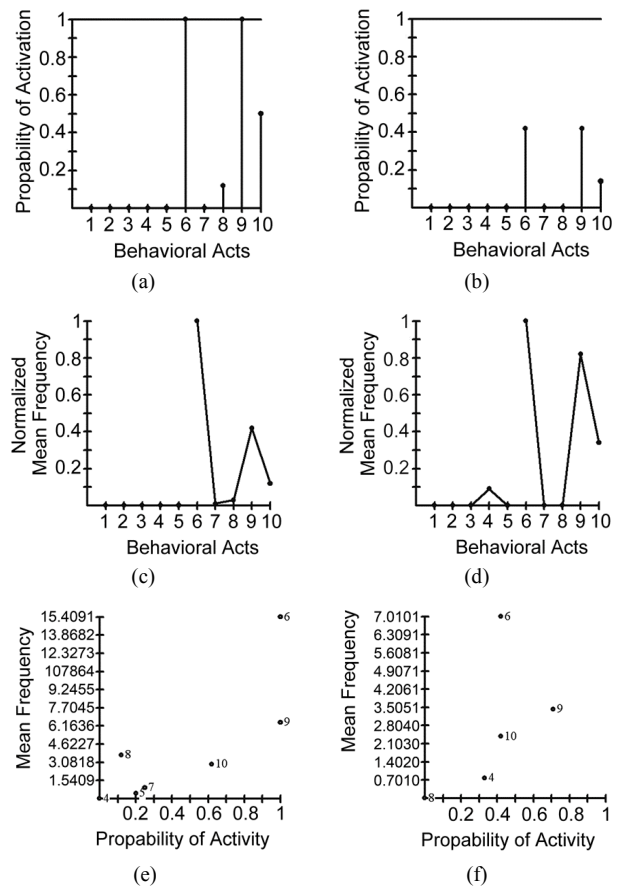 Propability of Activation
1
0.8
0.6
0.4
0.2
1 2 3 4 5 6 7 8 9 10
Behavioral Acts
(a)
Propability of Activation
1
0.8
0.6
0.4
0.2
1 2 3 4 5 6 7 8 9 10
Behavioral Acts
(b)
Normalized
Mean Frequency
1
0.8
0.6
0.4
0.2
1 2 3 4 5 6 7 8 9 10
Behavioral Acts
(c)
Normalized
Mean Frequency
1
0.8
0.6
0.4
0.2
1 2 3 4 5 6 7 8 9 10
Behavioral Acts
(d)
Mean Frequency
15.4091
13.8682
12.3273
107864
9.2455
7.7045
6.1636
4.6227
3.0818
1.5409
6
9
8
10
7
5
4
0.2 0.4 0.6 0.8 1
Propability of Activity
(e)
Mean Frequency
7.0101
6.3091
5.6081
4.9071
4.2061
3.5051
2.8040
2.1030
1.4020
0.7010
6
9
10
4
8
0.2 0.4 0.6 0.8 1
Propability of Activity
(f)